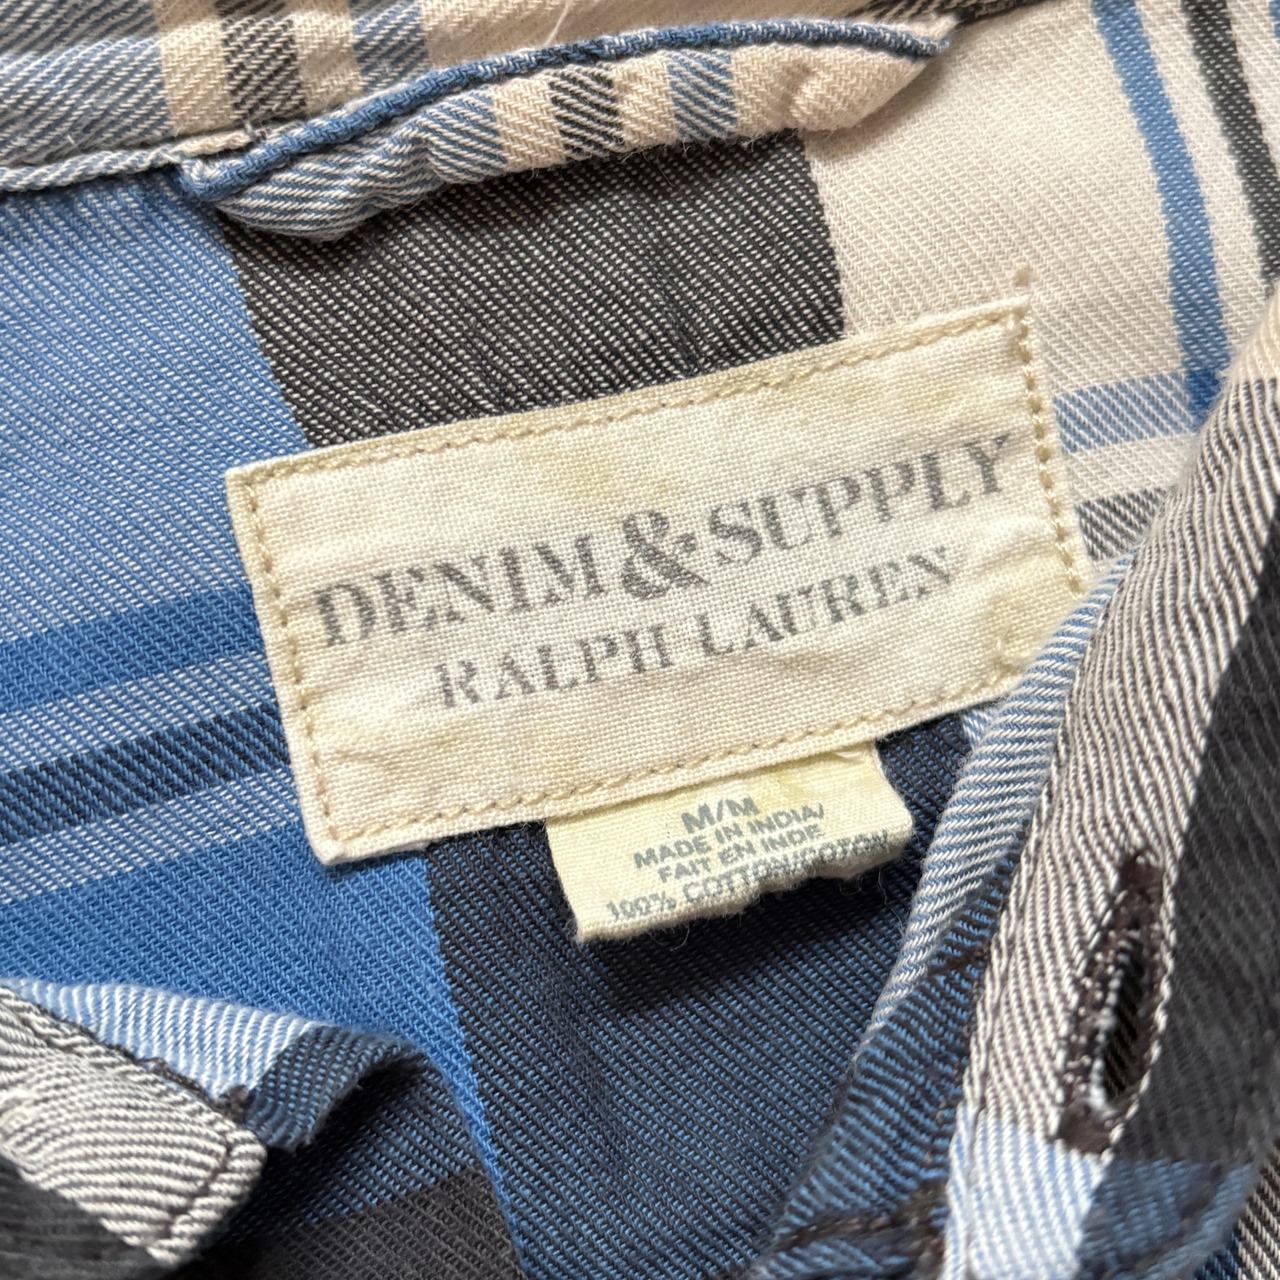 DENIM & SUPPLY
RALPH LAUREN
M/M
MADE IN INDIA/
FAIT EN INDE
100% COTTON/COTON